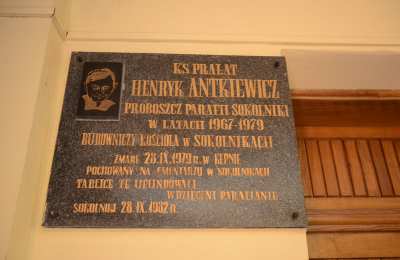 KS PRAŁAT
HENRYK ANTKIEWICZ
PROBOSZCZ PARAFII SOKOLNIKI
W LATACH 1967-1979
BUDOWNICZY KOŚCIOŁA W SOKOLNIKACH
ZMARŁ 28.IX.1979 R. W KĘPNIE
POCHOWANY NA CMENTARZU W SOKOLNIKACH
TABLICĘ TĘ UFUNDOWALI
WDZIĘCZNI PARAFIANIE
SOKOLNIKI 28.IX.1982 R.